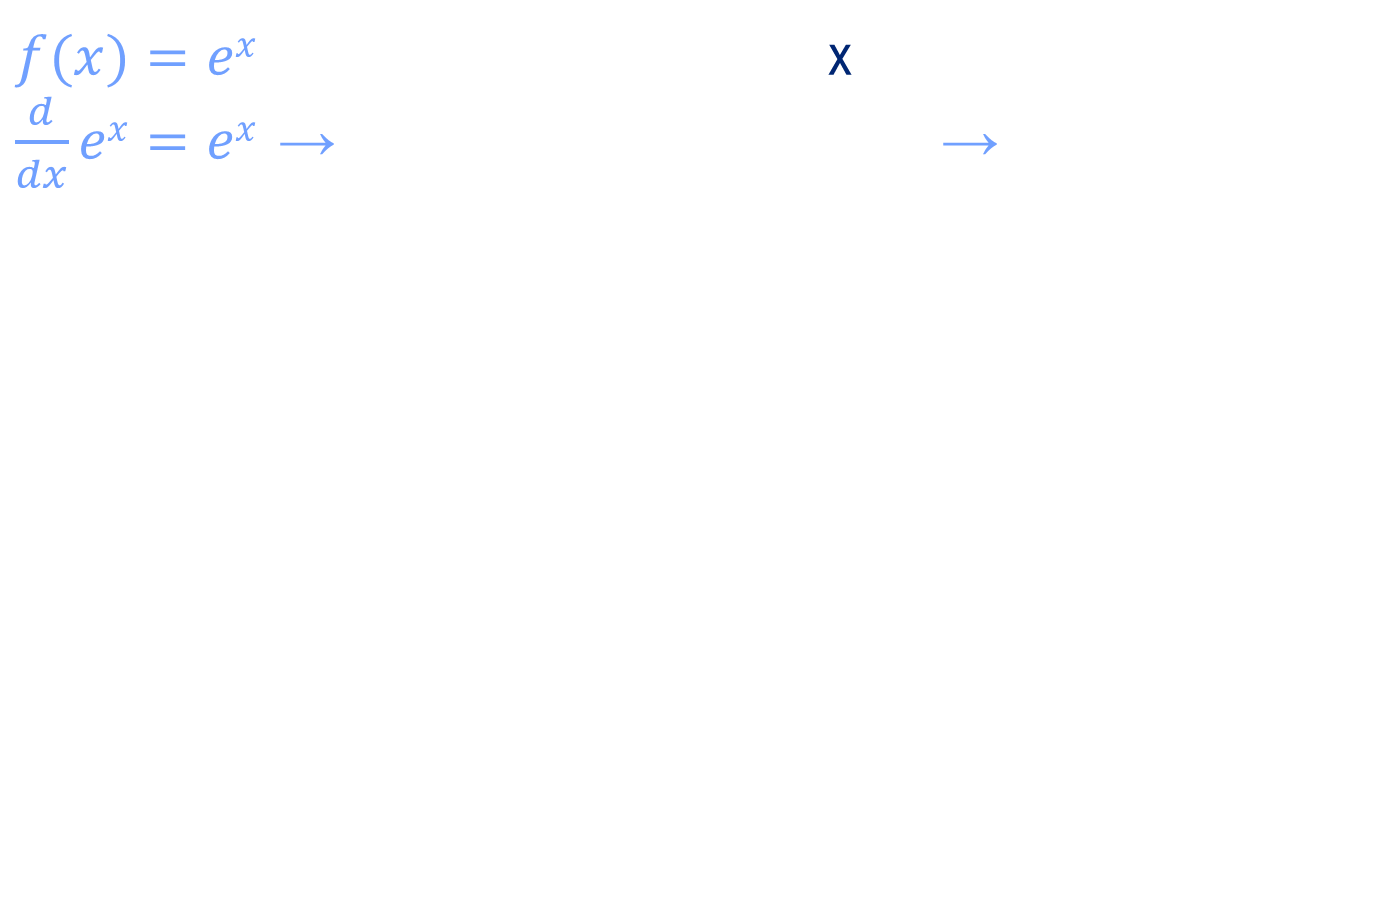 f(x) = e^x x
d/dx e^x = e^x → →